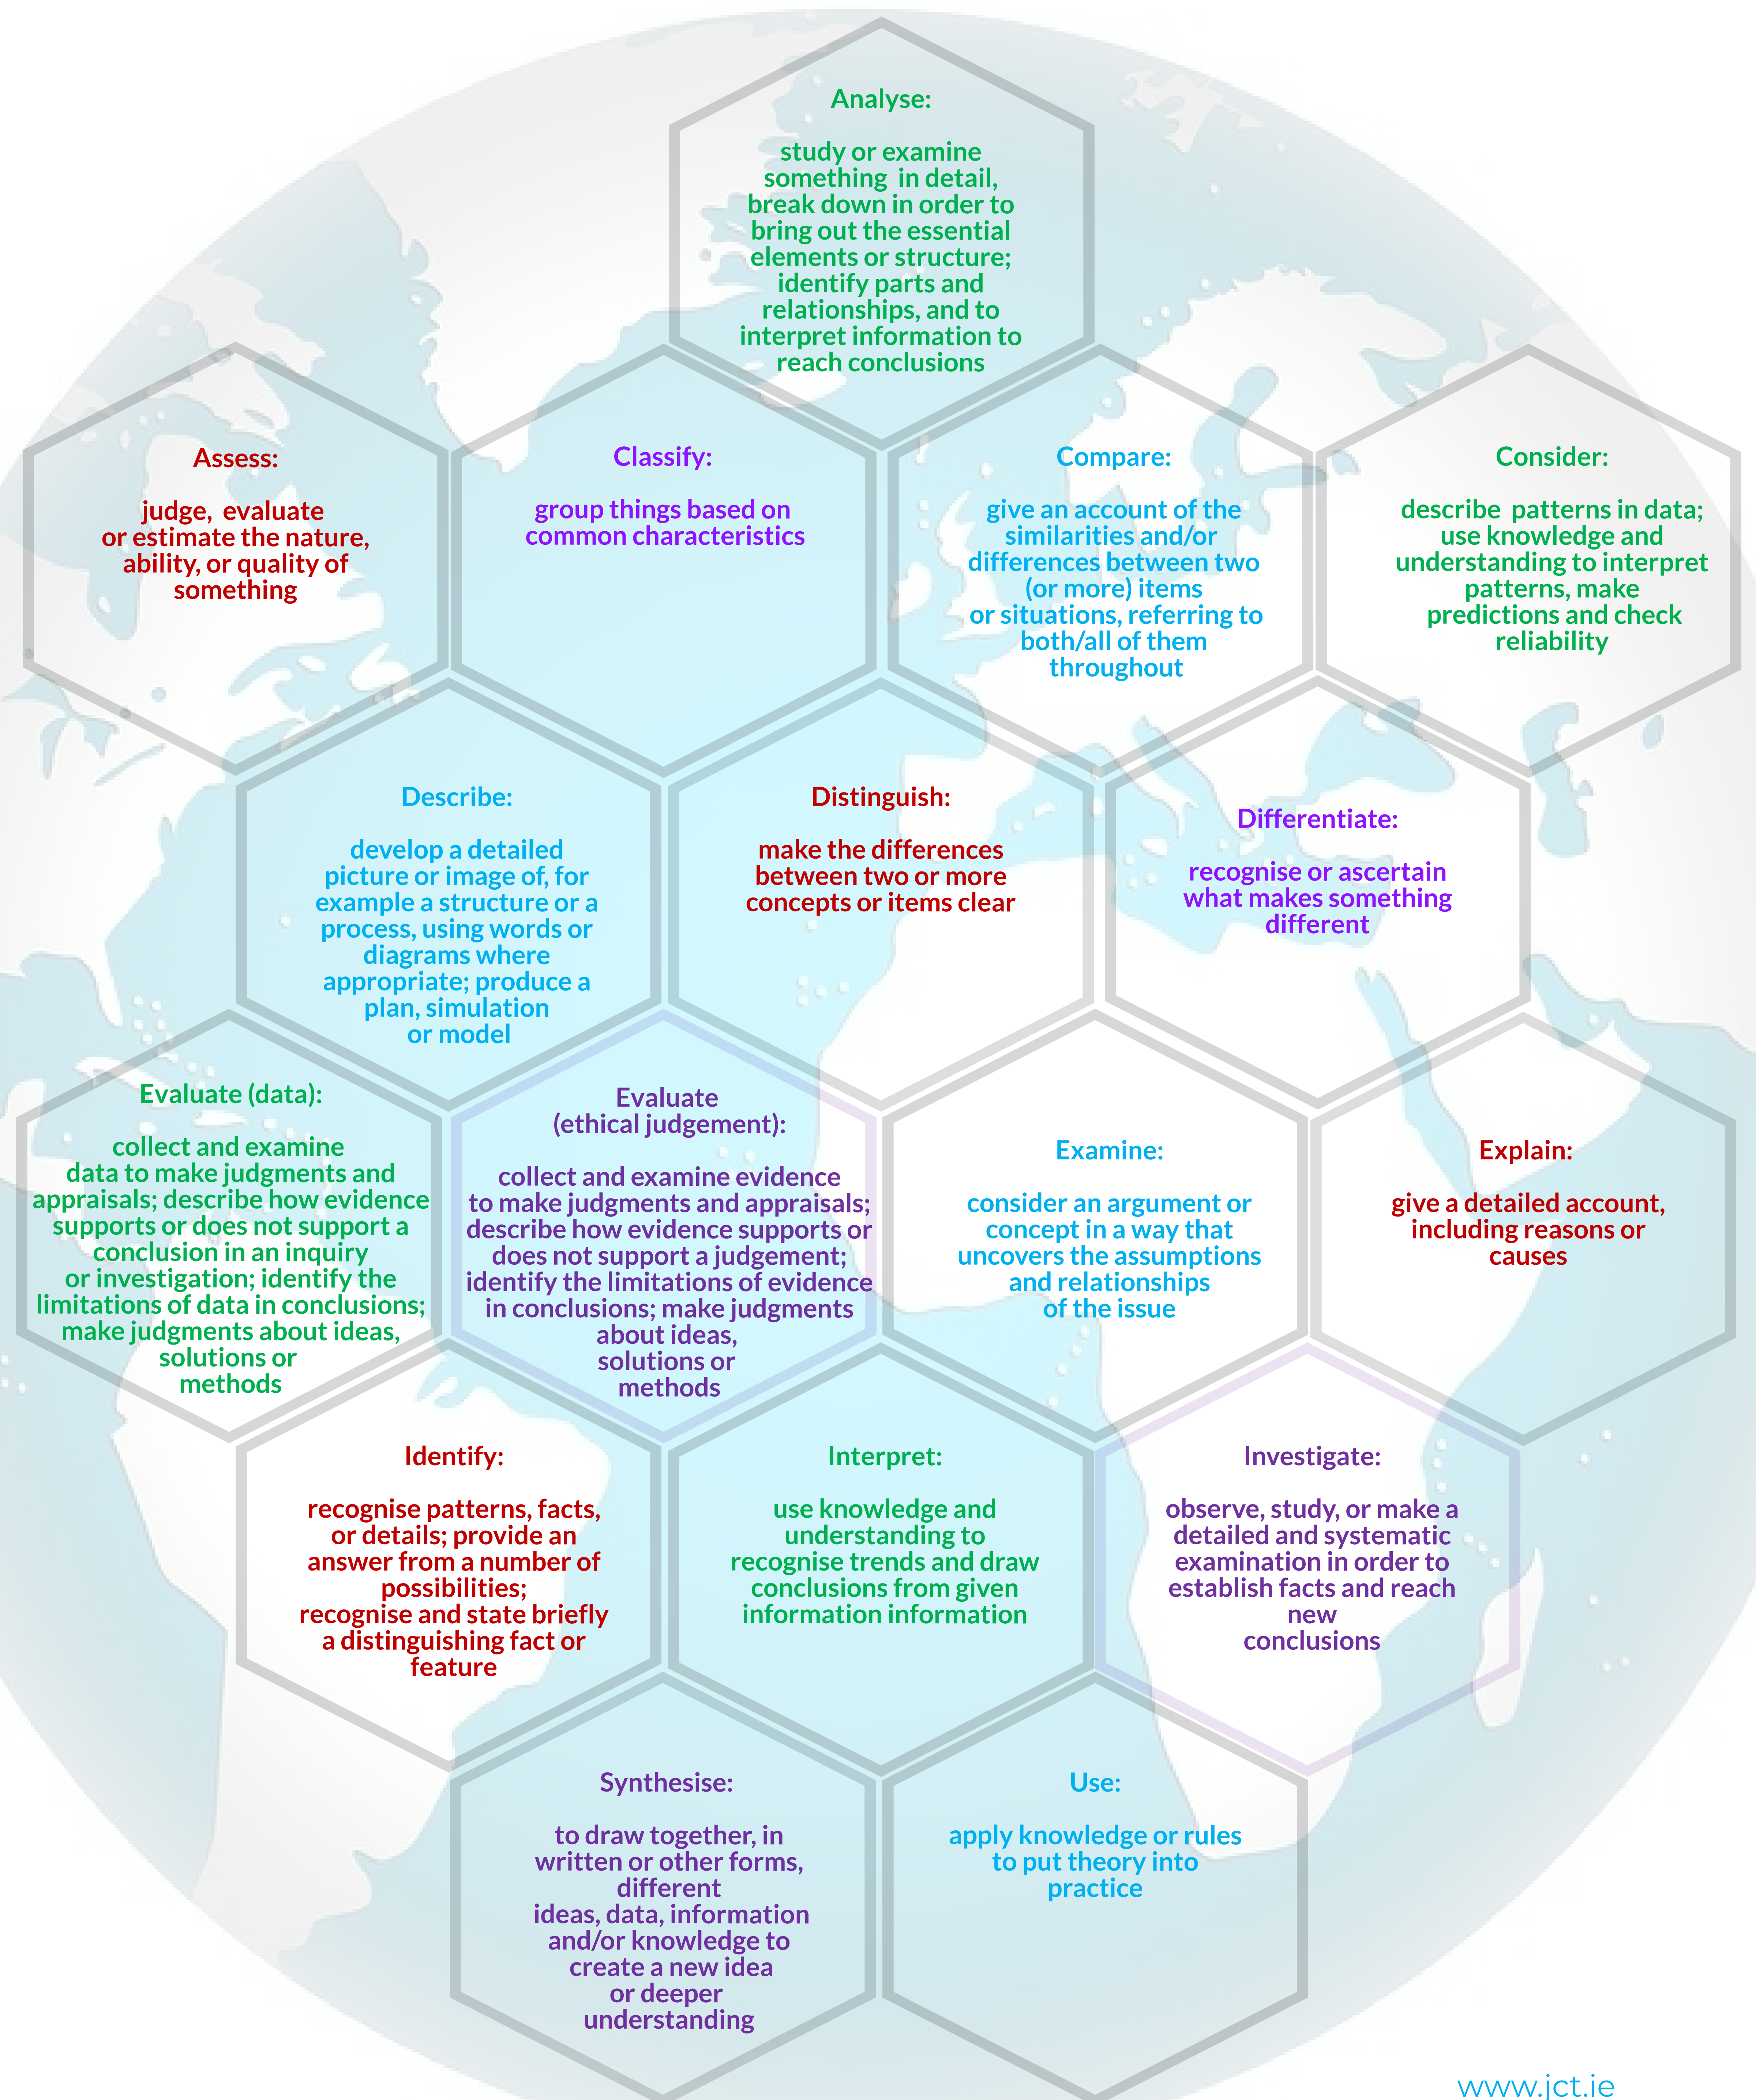 Analyse:
study or examine
something in detail,
break down in order to
bring out the essential
elements or structure;
identify parts and
relationships, and to
interpret information to
reach conclusions
Assess:
judge, evaluate
or estimate the nature,
ability, or quality of
something
Classify:
group things based on
common characteristics
Compare:
give an account of the
similarities and/or
differences between two
(or more) items
or situations, referring to
both/all of them
throughout
Consider:
describe patterns in data;
use knowledge and
understanding to interpret
patterns, make
predictions and check
reliability
Describe:
develop a detailed
picture or image of, for
example a structure or a
process, using words or
diagrams where
appropriate; produce a
plan, simulation
or model
Distinguish:
make the differences
between two or more
concepts or items clear
Differentiate:
recognise or ascertain
what makes something
different
Evaluate (data):
collect and examine
data to make judgments and
appraisals; describe how evidence
supports or does not support a
conclusion in an inquiry
or investigation; identify the
limitations of data in conclusions;
make judgments about ideas,
solutions or
methods
Evaluate
(ethical judgement):
collect and examine evidence
to make judgments and appraisals;
describe how evidence supports or
does not support a judgement;
identify the limitations of evidence
in conclusions; make judgments
about ideas,
solutions or
methods
Examine:
consider an argument or
concept in a way that
uncovers the assumptions
and relationships
of the issue
Explain:
give a detailed account,
including reasons or
causes
Identify:
recognise patterns, facts,
or details; provide an
answer from a number of
possibilities;
recognise and state briefly
a distinguishing fact or
feature
Interpret:
use knowledge and
understanding to
recognise trends and draw
conclusions from given
information information
Investigate:
observe, study, or make a
detailed and systematic
examination in order to
establish facts and reach
new
conclusions
Synthesise:
to draw together, in
written or other forms,
different
ideas, data, information
and/or knowledge to
create a new idea
or deeper
understanding
Use:
apply knowledge or rules
to put theory into
practice
www.jct.ie